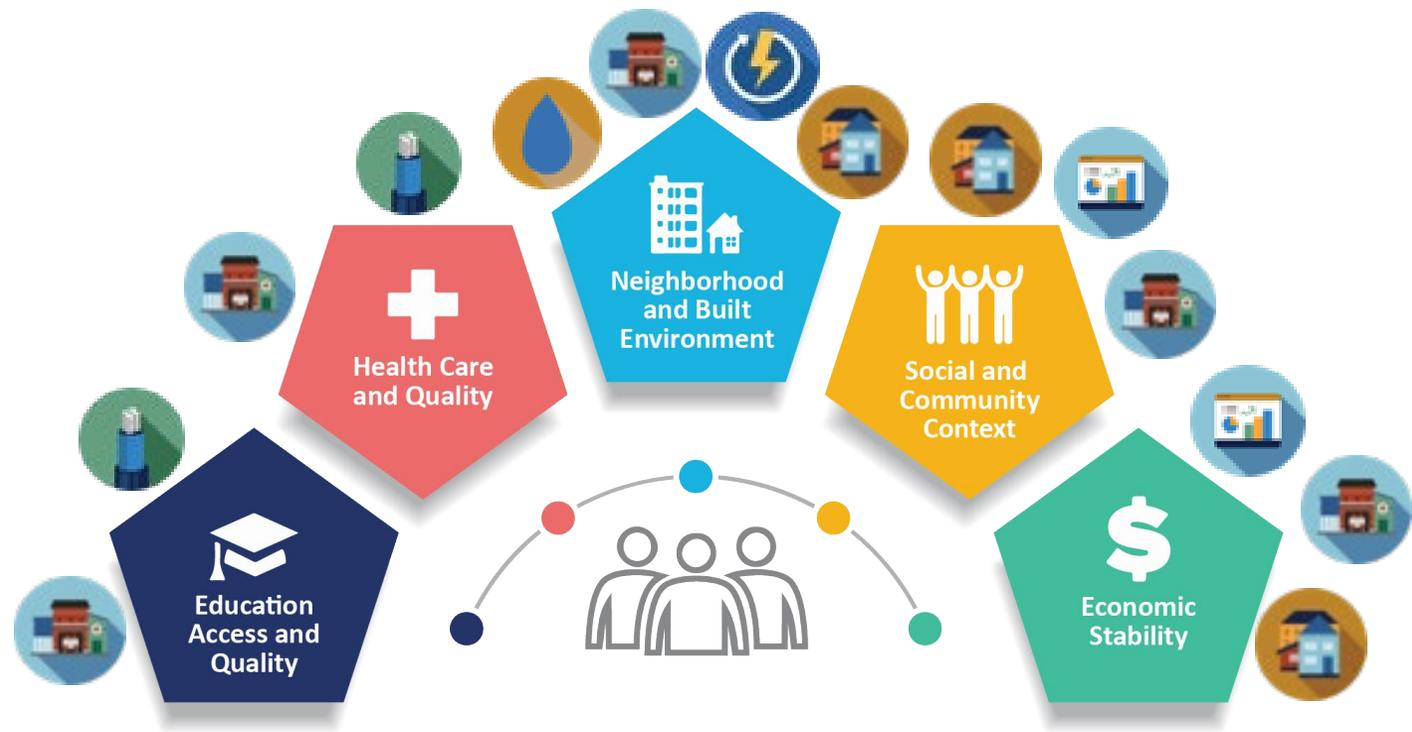 Neighborhood
and Built
Environment
Health Care
and Quality
Social and
Community
Context
Education
Access and
Quality
$
Economic
Stability